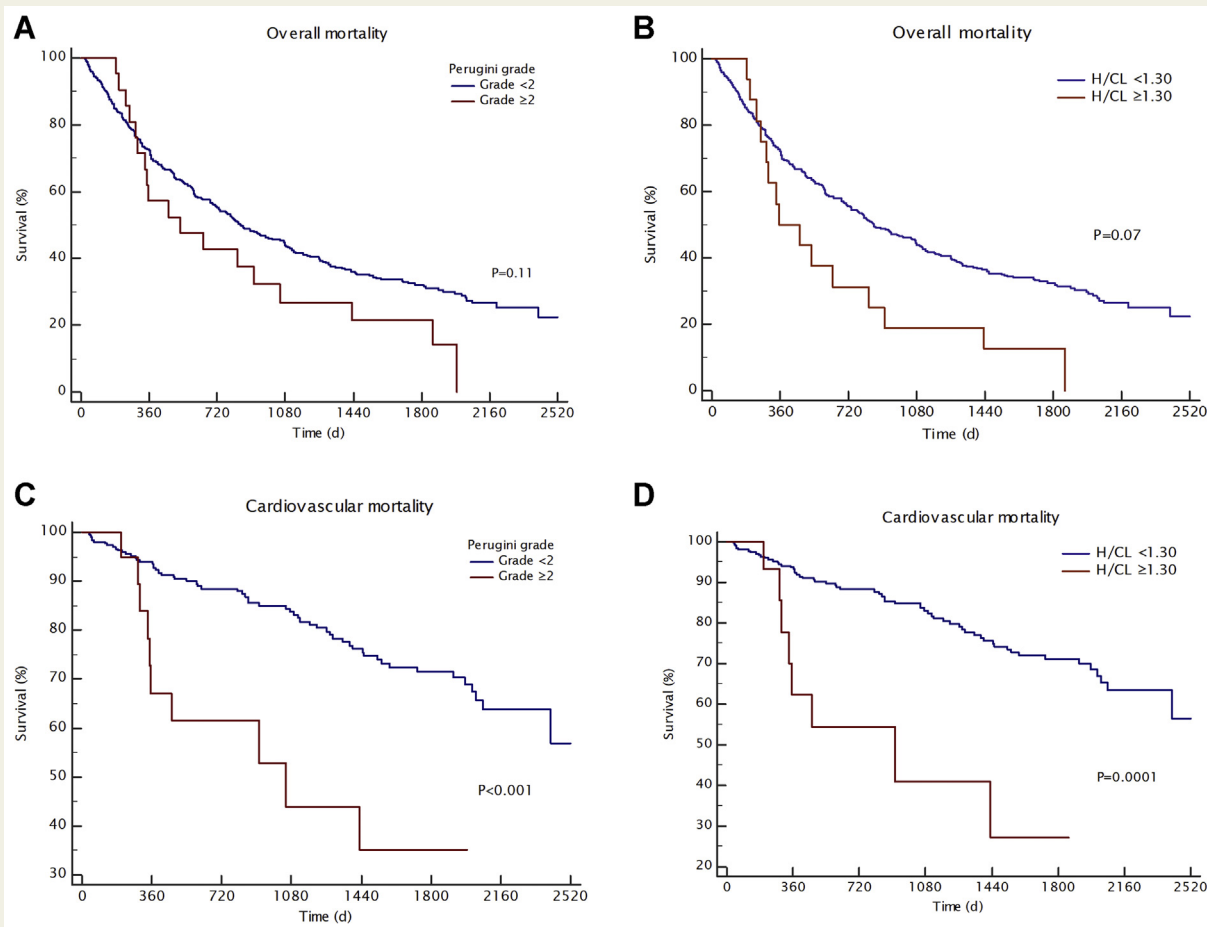 A
Overall mortality
Perugini grade
Grade <2
Grade ≥2
100
80
60
40
20
0
Survival (%)
P=0.11
0 360 720 1080 1440 1800 2160 2520
Time (d)
B
Overall mortality
H/CL <1.30
H/CL ≥1.30
100
80
60
40
20
0
Survival (%)
P=0.07
0 360 720 1080 1440 1800 2160 2520
Time (d)
C
Cardiovascular mortality
Perugini grade
Grade <2
Grade ≥2
100
90
80
70
60
50
40
30
Survival (%)
P<0.001
0 360 720 1080 1440 1800 2160 2520
Time (d)
D
Cardiovascular mortality
H/CL <1.30
H/CL ≥1.30
100
90
80
70
60
50
40
30
20
Survival (%)
P=0.0001
0 360 720 1080 1440 1800 2160 2520
Time (d)